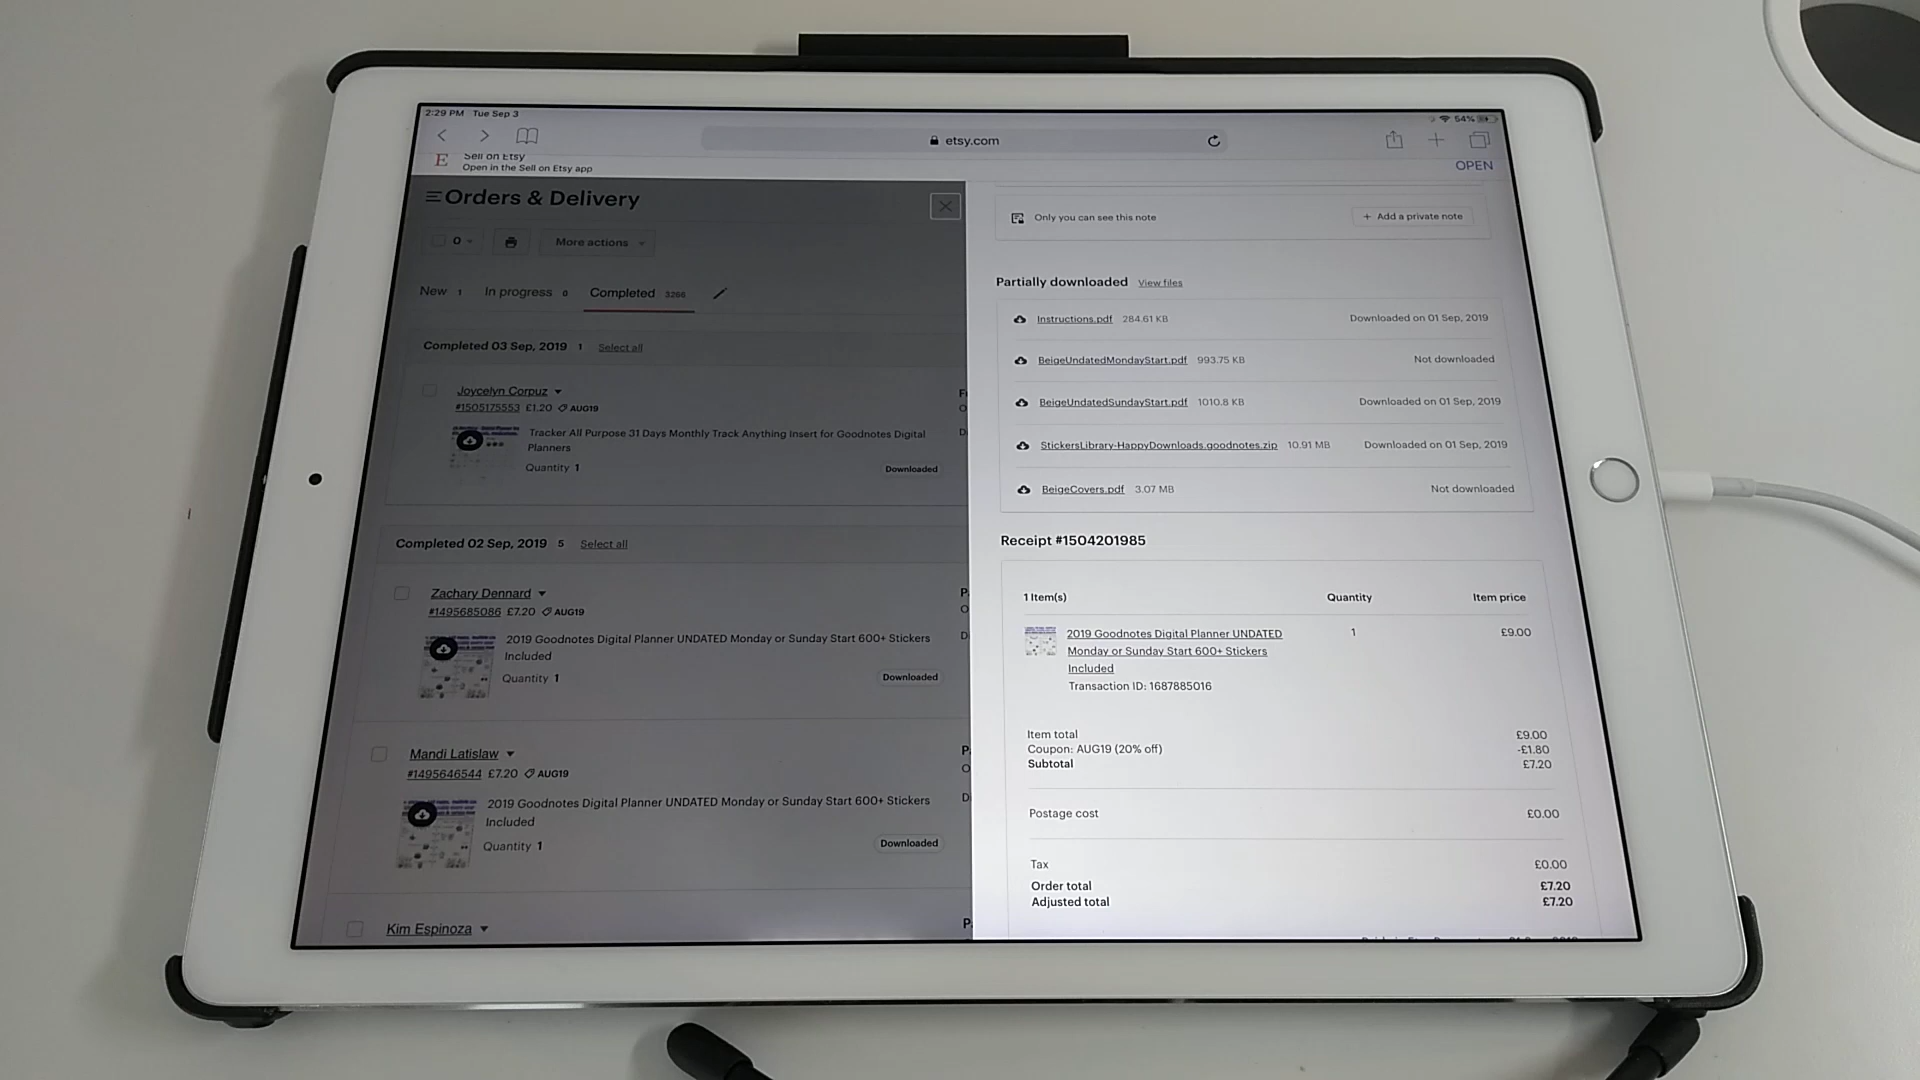 2:29 PM Tue Sep 3
54%
etsy.com
E
Sell on Etsy
Open in the Sell on Etsy app
OPEN
Orders & Delivery
0
More actions
New 1 In progress 0 Completed 3266
Completed 03 Sep, 2019 1 Select all
Joycelyn Corpuz
#1505175553 £1.20 AUG19
Tracker All Purpose 31 Days Monthly Track Anything Insert for Goodnotes Digital
Planners
Quantity 1
Downloaded
Completed 02 Sep, 2019 5 Select all
Zachary Dennard
#1495685086 £7.20 AUG19
2019 Goodnotes Digital Planner UNDATED Monday or Sunday Start 600+ Stickers
Included
Quantity 1
Downloaded
Mandi Latislaw
#1495646544 £7.20 AUG19
2019 Goodnotes Digital Planner UNDATED Monday or Sunday Start 600+ Stickers
Included
Quantity 1
Downloaded
Kim Espinoza
Only you can see this note
+ Add a private note
Partially downloaded View files
Instructions.pdf 284.61 KB Downloaded on 01 Sep, 2019
BeigeUndatedMondayStart.pdf 993.75 KB Not downloaded
BeigeUndatedSundayStart.pdf 1010.8 KB Downloaded on 01 Sep, 2019
StickersLibrary-HappyDownloads.goodnotes.zip 10.91 MB Downloaded on 01 Sep, 2019
BeigeCovers.pdf 3.07 MB Not downloaded
Receipt #1504201985
1 Item(s) Quantity Item price
2019 Goodnotes Digital Planner UNDATED 1 £9.00
Monday or Sunday Start 600+ Stickers
Included
Transaction ID: 1687885016
Item total £9.00
Coupon: AUG19 (20% off) -£1.80
Subtotal £7.20
Postage cost £0.00
Tax £0.00
Order total £7.20
Adjusted total £7.20